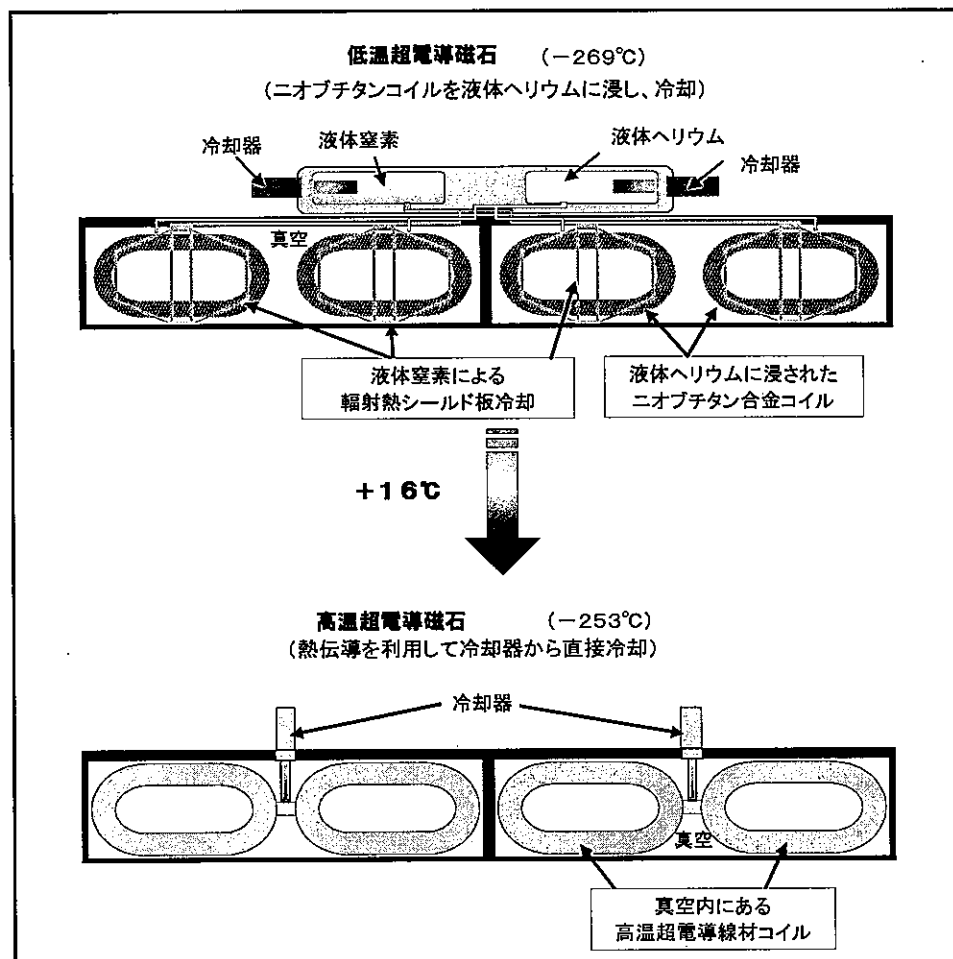 低温超電導磁石 (-269℃)
(ニオブチタンコイルを液体ヘリウムに浸し、冷却)
冷却器
液体窒素
液体ヘリウム
冷却器
真空
液体窒素による
輻射熱シールド板冷却
液体ヘリウムに浸された
ニオブチタン合金コイル
+16℃
高温超電導磁石 (-253℃)
(熱伝導を利用して冷却器から直接冷却)
冷却器
真空
真空内にある
高温超電導線材コイル